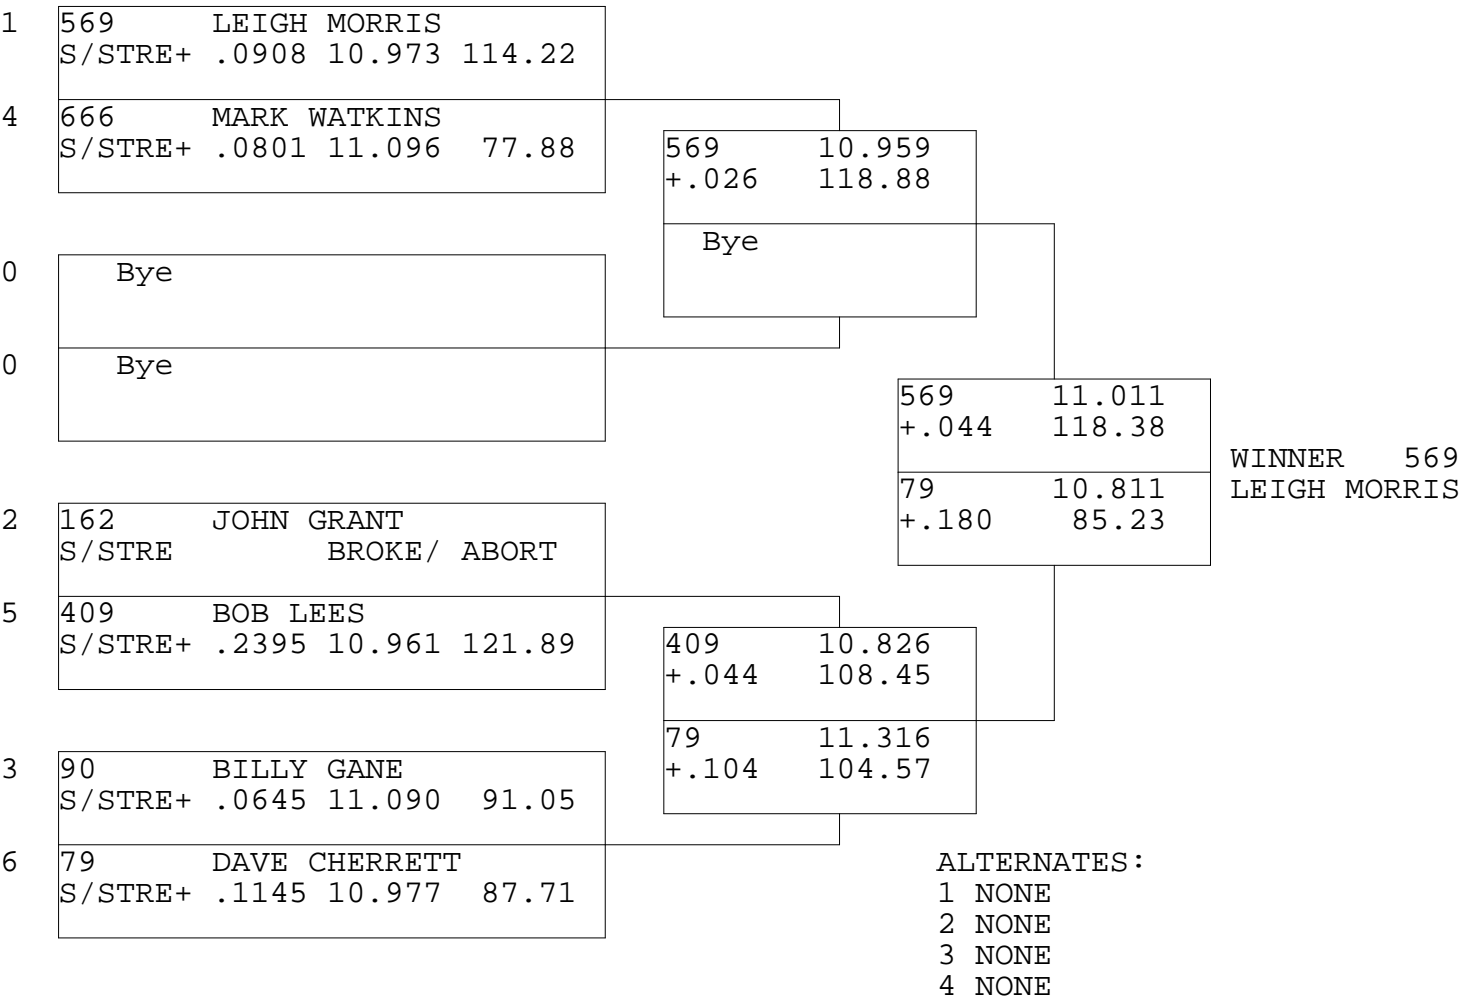 1 569 LEIGH MORRIS
S/STRE+ .0908 10.973 114.22
4 666 MARK WATKINS
S/STRE+ .0801 11.096 77.88
0 Bye
0 Bye
2 162 JOHN GRANT
S/STRE BROKE/ ABORT
5 409 BOB LEES
S/STRE+ .2395 10.961 121.89
3 90 BILLY GANE
S/STRE+ .0645 11.090 91.05
6 79 DAVE CHERRETT
S/STRE+ .1145 10.977 87.71
569 10.959
+.026 118.88
Bye
409 10.826
+.044 108.45
79 11.316
+.104 104.57
569 11.011
+.044 118.38
79 10.811
+.180 85.23
WINNER 569
LEIGH MORRIS
ALTERNATES:
1 NONE
2 NONE
3 NONE
4 NONE